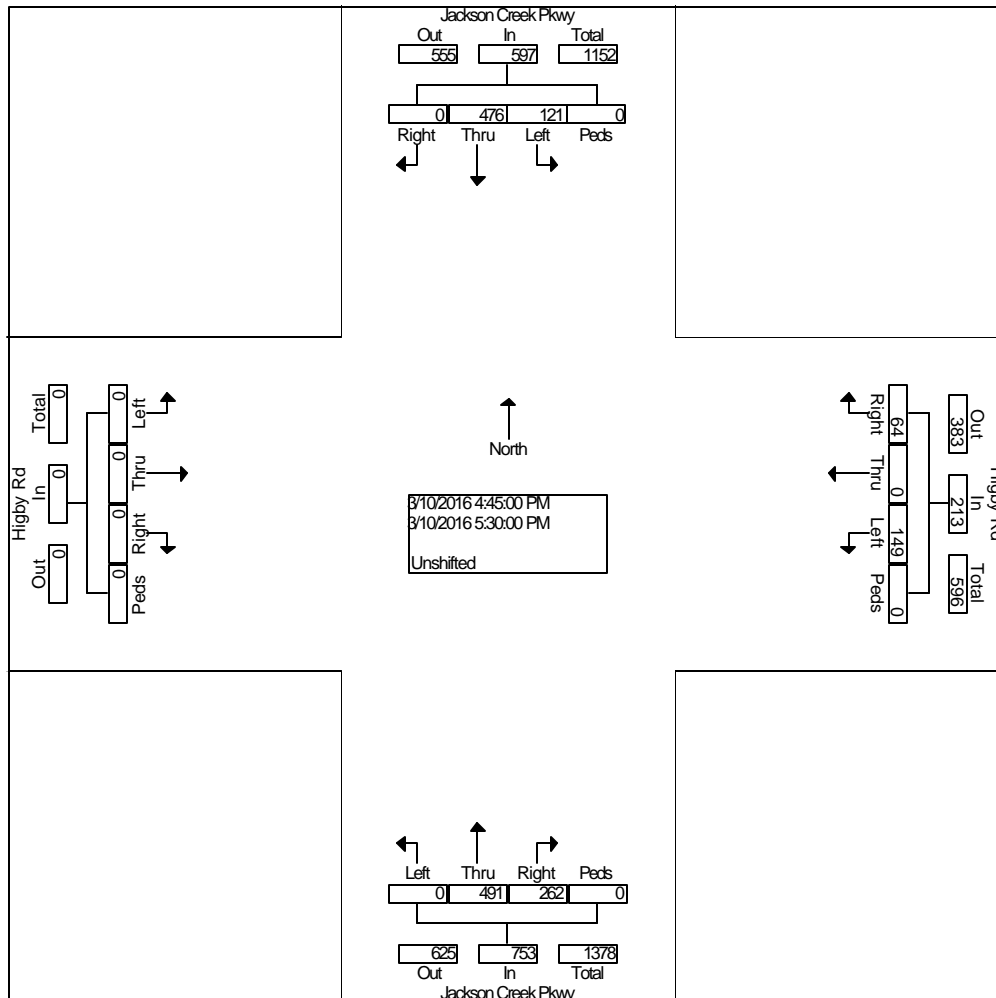 Jackson Creek Pkwy
Out In Total
555 597 1152
0 476 121 0
Right Thru Left Peds
Higby Rd
Total In Out
0 0 0
0 0 0 0
Left Thru Right Peds
North
3/10/2016 4:45:00 PM
3/10/2016 5:30:00 PM
Unshifted
Right Thru Left Peds
64 0 149 0
383 213 596
Out In Total
Higby Rd
Left Thru Right Peds
0 491 262 0
625 753 1378
Out In Total
Jackson Creek Pkwy